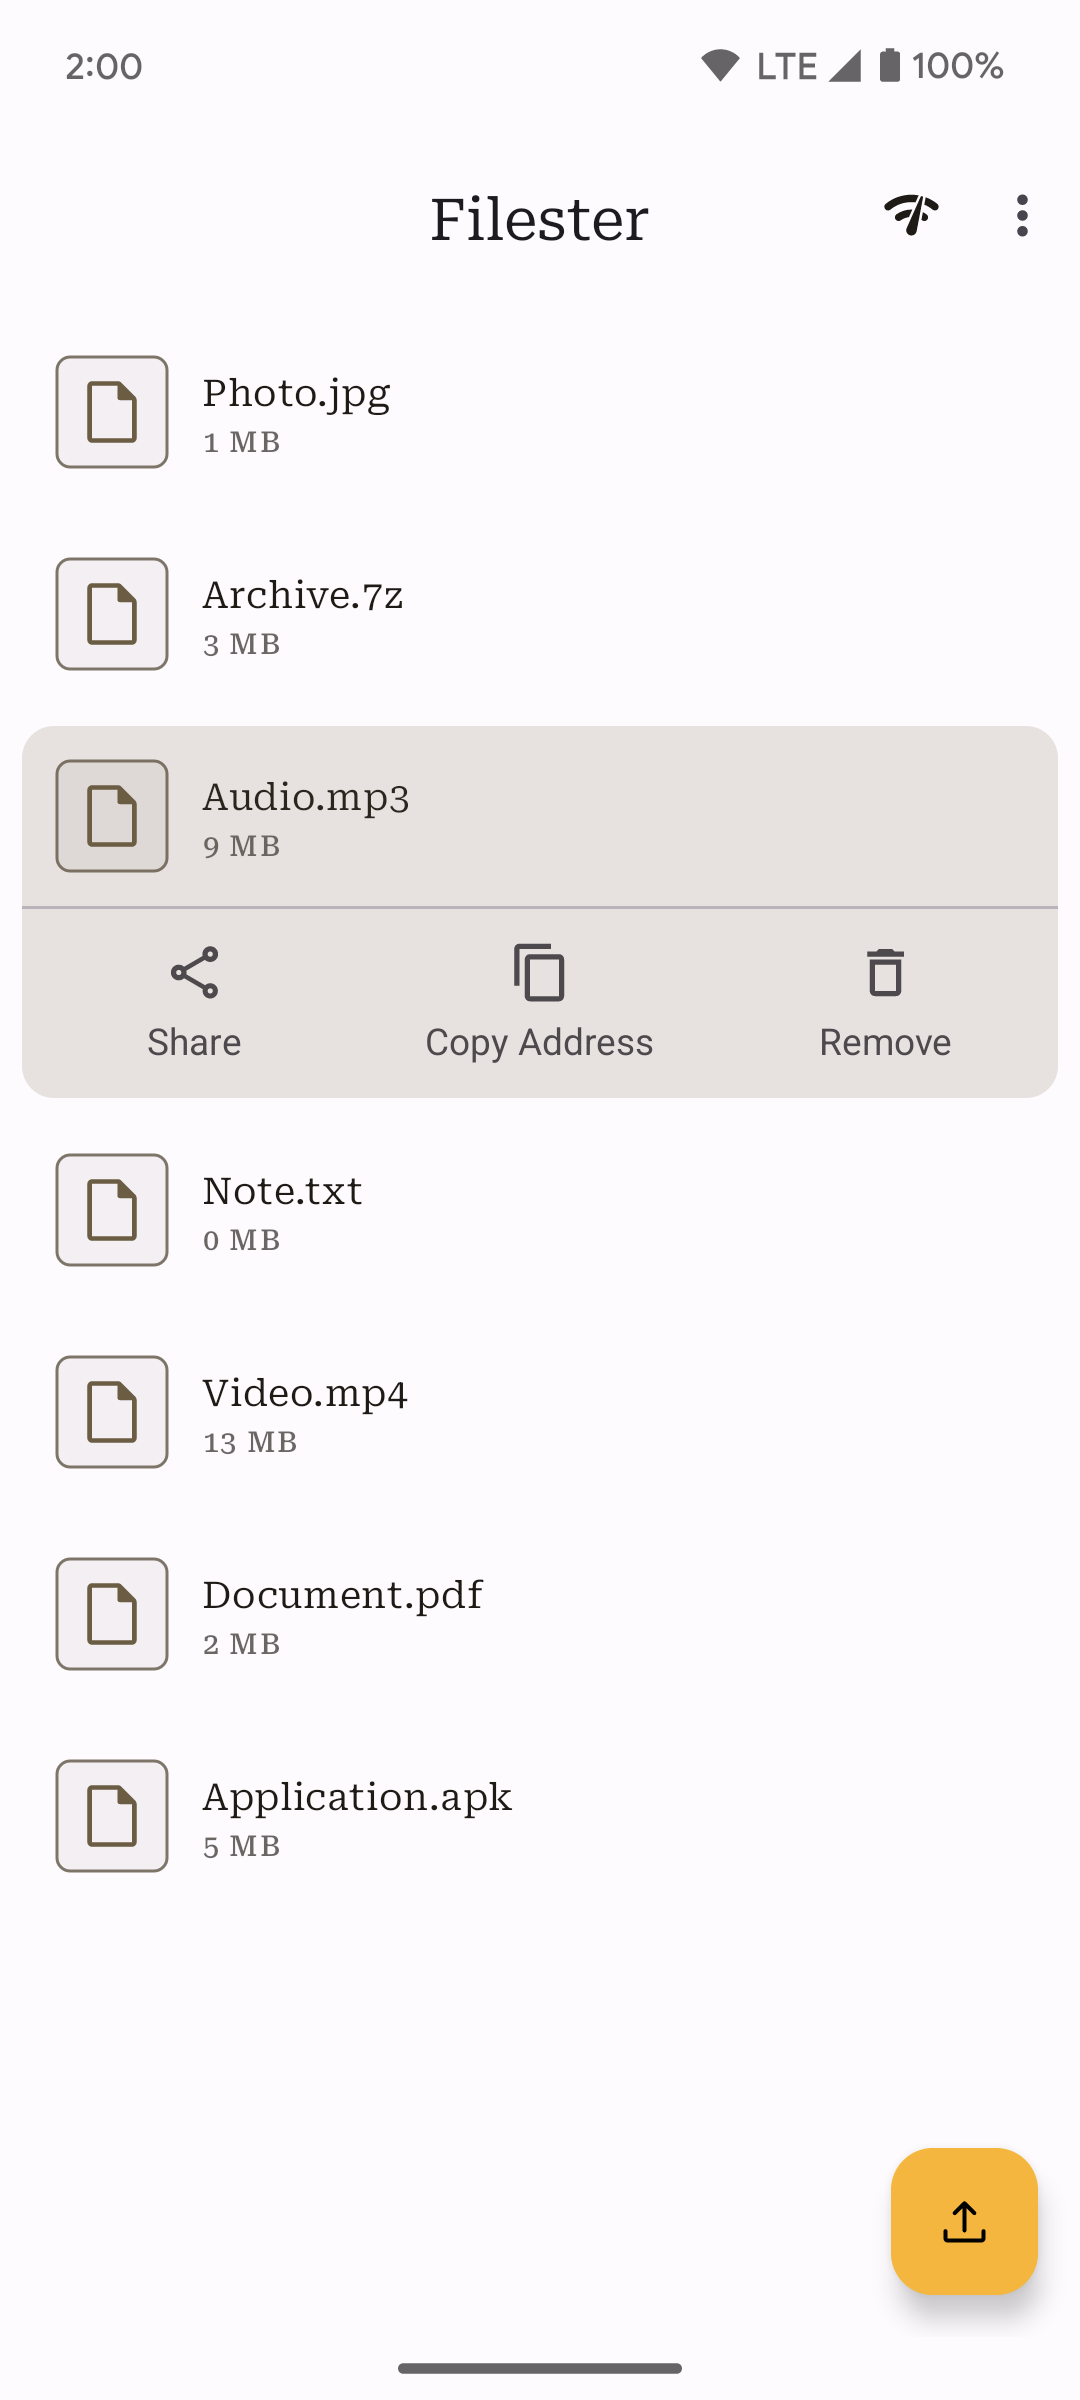 2:00 LTE 100%
Filester
Photo.jpg
1 MB
Archive.7z
3 MB
Audio.mp3
9 MB
Share Copy Address Remove
Note.txt
0 MB
Video.mp4
13 MB
Document.pdf
2 MB
Application.apk
5 MB